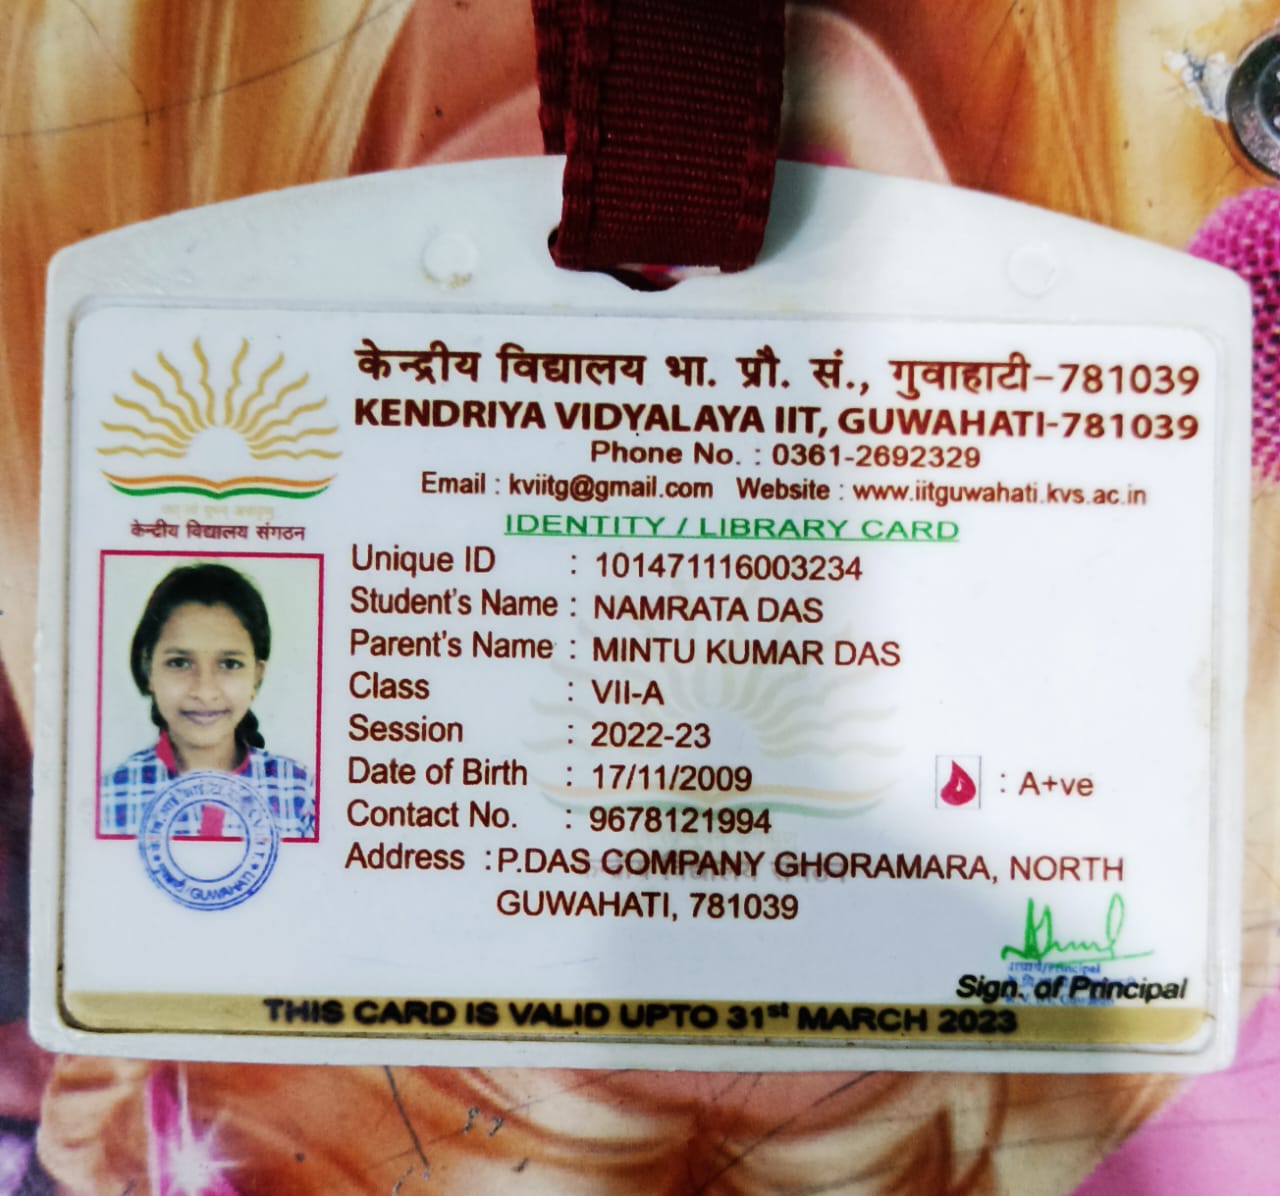 केन्द्रीय विद्यालय भा. प्रौ. सं., गुवाहाटी-781039
KENDRIYA VIDYALAYA IIT, GUWAHATI-781039
Phone No. : 0361-2692329
Email : kviitg@gmail.com Website : www.iitguwahati.kvs.ac.in
केन्द्रीय विद्यालय संगठन
IDENTITY / LIBRARY CARD
Unique ID : 101471116003234
Student's Name : NAMRATA DAS
Parent's Name : MINTU KUMAR DAS
Class : VII-A
Session : 2022-23
Date of Birth : 17/11/2009
: A+ve
Contact No. : 9678121994
Address : P.DAS COMPANY GHORAMARA, NORTH
GUWAHATI, 781039
GUWAHATI
Sign. of Principal
THIS CARD IS VALID UPTO 31st MARCH 2023